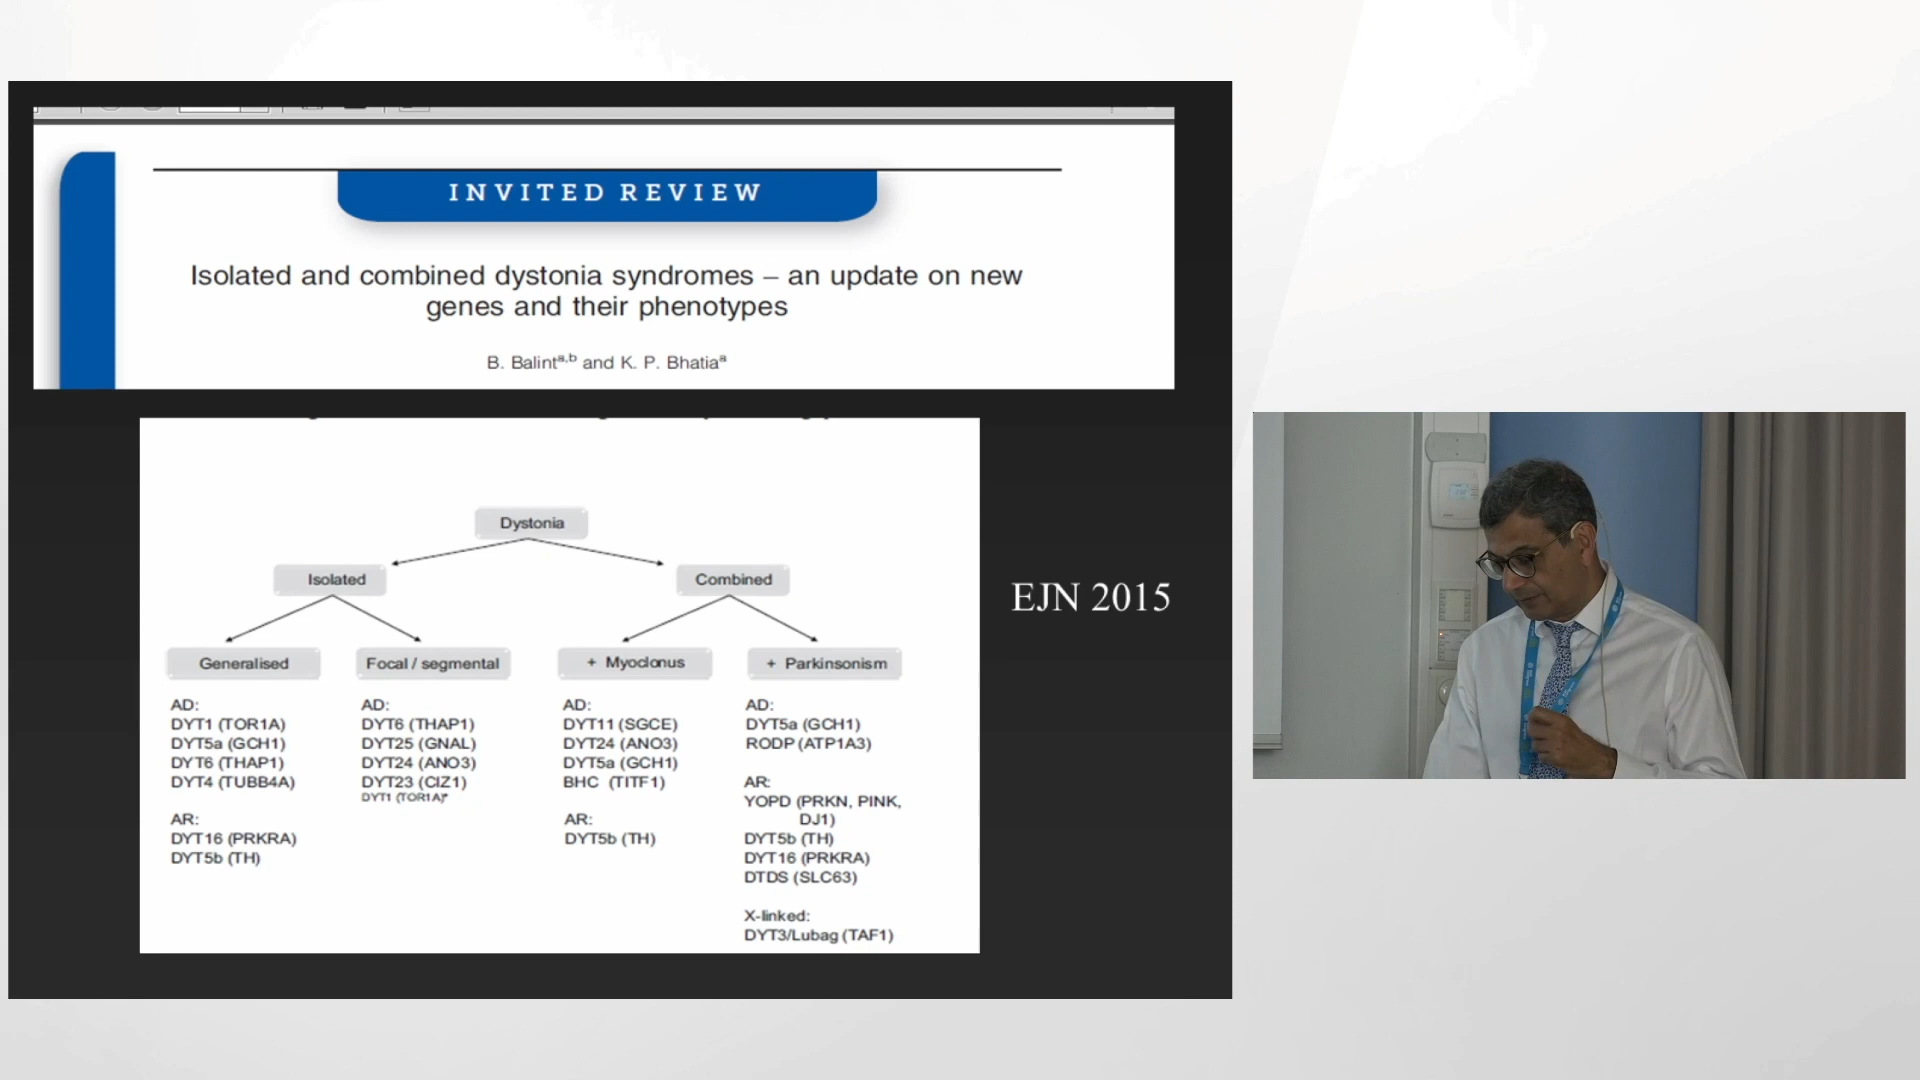 INVITED REVIEW
Isolated and combined dystonia syndromes – an update on new
genes and their phenotypes
B. Balint a,b and K. P. Bhatia a
Dystonia
Isolated
Combined
Generalised
Focal / segmental
+ Myoclonus
+ Parkinsonism
AD:
DYT1 (TOR1A)
DYT5a (GCH1)
DYT6 (THAP1)
DYT4 (TUBB4A)
AR:
DYT16 (PRKRA)
DYT5b (TH)
AD:
DYT6 (THAP1)
DYT25 (GNAL)
DYT24 (ANO3)
DYT23 (CIZ1)
DYT1 (TOR1A)*
AD:
DYT11 (SGCE)
DYT24 (ANO3)
DYT5a (GCH1)
BHC (TITF1)
AR:
DYT5b (TH)
AD:
DYT5a (GCH1)
RODP (ATP1A3)
AR:
YOPD (PRKN, PINK,
DJ1)
DYT5b (TH)
DYT16 (PRKRA)
DTDS (SLC63)
X-linked:
DYT3/Lubag (TAF1)
EJN 2015